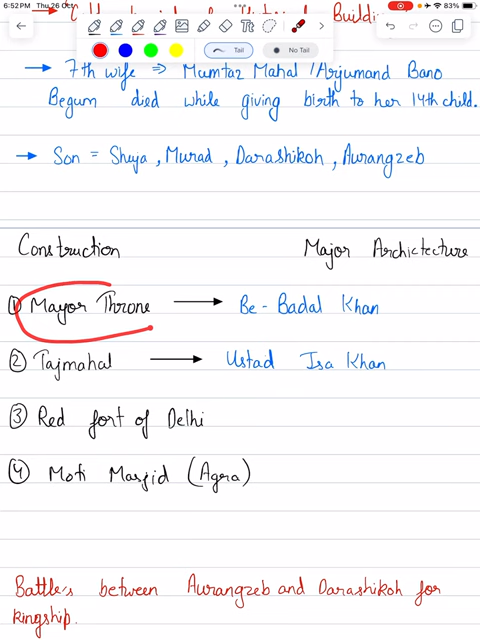 6:52 PM Thu 26 Oct 83%
Tail No Tail
Buildin
→ 7th wife ⇒ Mumtaz Mahal / Arjumand Bano
Begum died while giving birth to her 14th child.
→ Son = Shuja, Murad, Darashikoh, Aurangzeb
Construction Major Archictecture
① Mayor Throne → Be-Badal Khan
② Tajmahal → Ustad Isa Khan
③ Red fort of Delhi
④ Moti Masjid (Agra)
Battles between Aurangzeb and Darashikoh for
kingship.